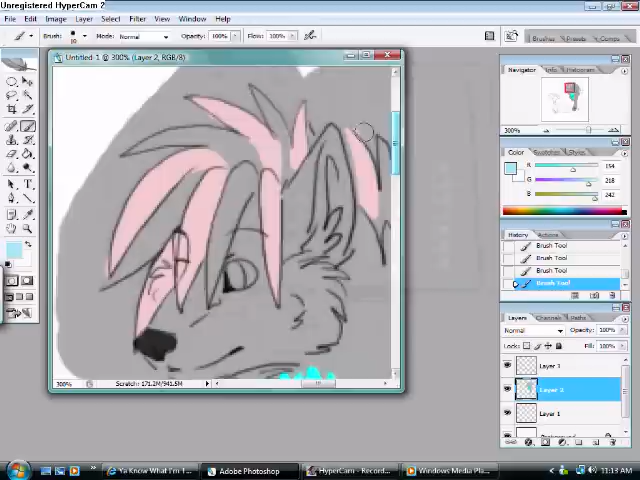 Unregistered HyperCam 2
File Edit Image Layer Select Filter View Window Help
Brush: Mode: Normal Opacity: 100% Flow: 100%
10
Brushes Presets Comps
Untitled-1 @ 300% (Layer 2, RGB/8)
Navigator Info Histogram
300%
Color Swatches Styles
R 154
G 218
B 242
History Actions
Brush Tool
Brush Tool
Brush Tool
Brush Tool
Layers Channels Paths
Normal Opacity: 100%
Lock: Fill: 100%
Layer 3
Layer 2
Layer 1
Background
300% Scratch: 171.2M/941.5M
Ya Know What I'm T... Adobe Photoshop HyperCam - Record... Windows Media Pla... 11:13 AM